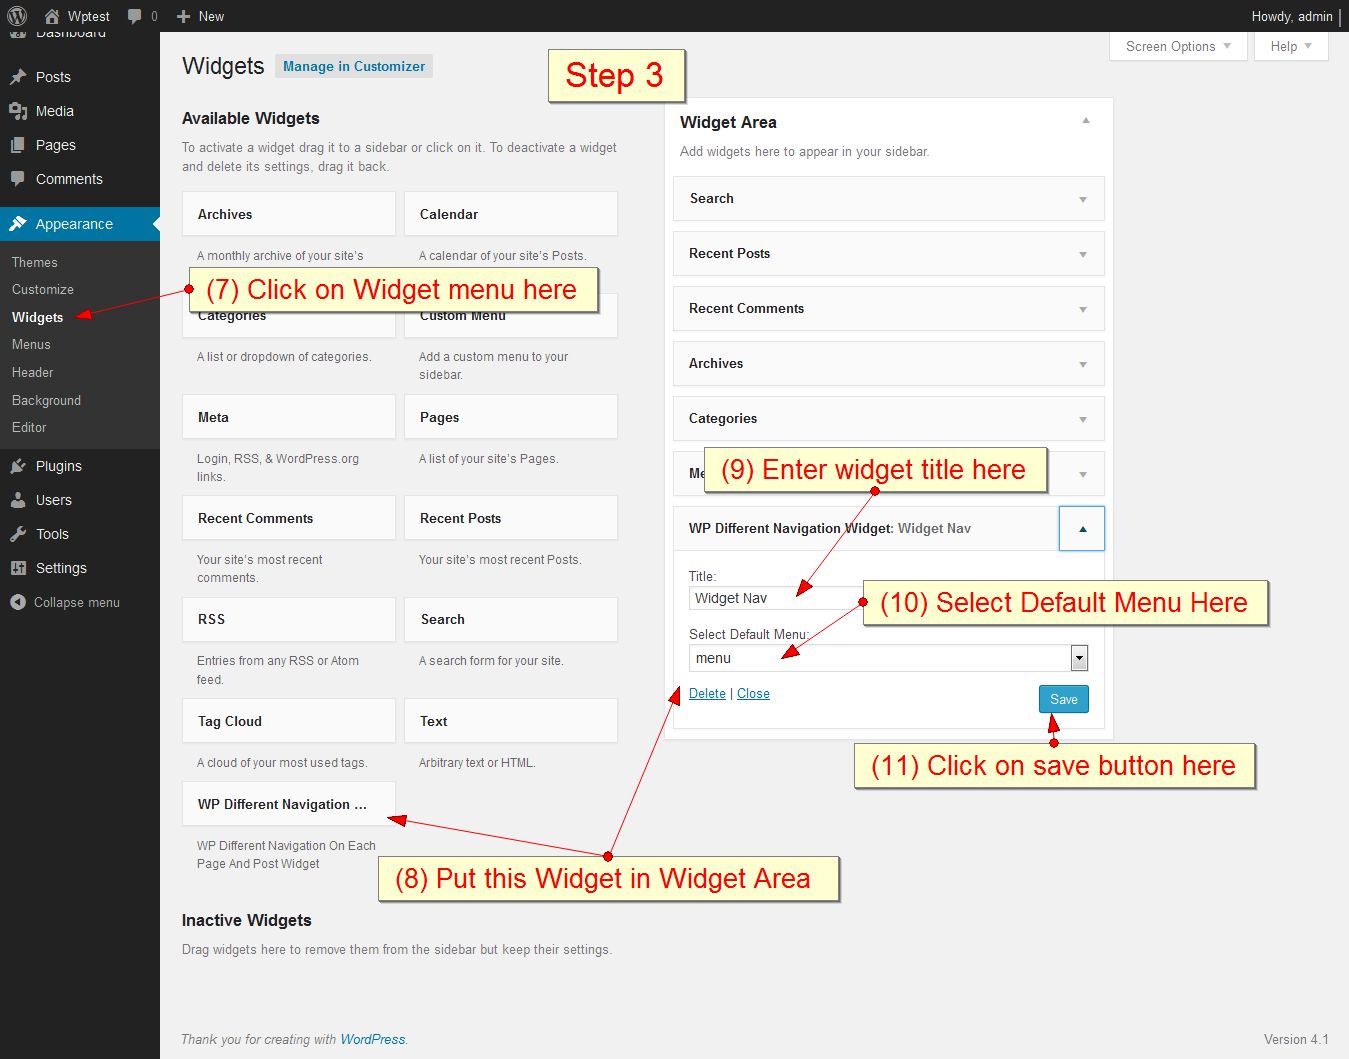 Wptest
0
New
Howdy, admin
Dashboard
Posts
Media
Pages
Comments
Appearance
Themes
Customize
Widgets
Menus
Header
Background
Editor
Plugins
Users
Tools
Settings
Collapse menu
Screen Options
Help
Widgets
Manage in Customizer
Step 3
Available Widgets
To activate a widget drag it to a sidebar or click on it. To deactivate a widget
and delete its settings, drag it back.
Archives
Calendar
A monthly archive of your site's
A calendar of your site's Posts.
(7) Click on Widget menu here
Categories
Custom Menu
A list or dropdown of categories.
Add a custom menu to your
sidebar.
Meta
Pages
Login, RSS, & WordPress.org
links.
A list of your site's Pages.
Recent Comments
Recent Posts
Your site's most recent
comments.
Your site's most recent Posts.
RSS
Search
Entries from any RSS or Atom
feed.
A search form for your site.
Tag Cloud
Text
A cloud of your most used tags.
Arbitrary text or HTML.
WP Different Navigation ...
WP Different Navigation On Each
Page And Post Widget
(8) Put this Widget in Widget Area
Inactive Widgets
Drag widgets here to remove them from the sidebar but keep their settings.
Widget Area
Add widgets here to appear in your sidebar.
Search
Recent Posts
Recent Comments
Archives
Categories
(9) Enter widget title here
WP Different Navigation Widget: Widget Nav
Title:
Widget Nav
(10) Select Default Menu Here
Select Default Menu:
menu
Delete | Close
Save
(11) Click on save button here
Thank you for creating with WordPress.
Version 4.1